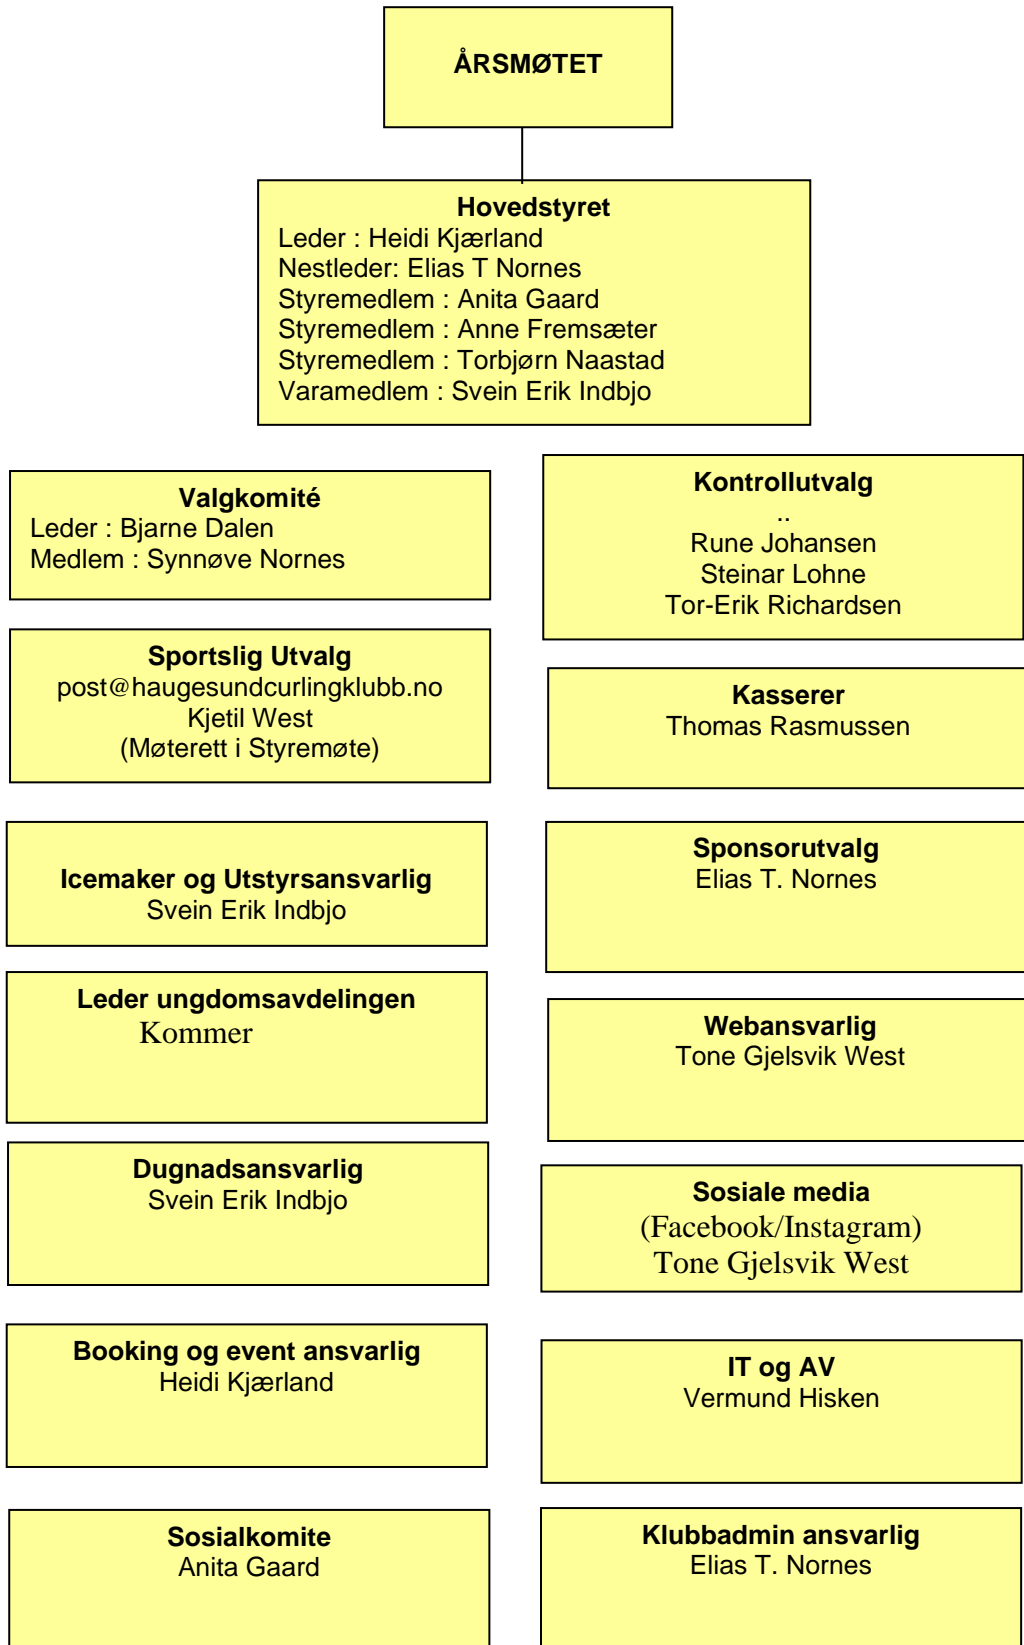 ÅRSMØTET
Hovedstyret
Leder : Heidi Kjærland
Nestleder: Elias T Nornes
Styremedlem : Anita Gaard
Styremedlem : Anne Fremsæter
Styremedlem : Torbjørn Naastad
Varamedlem : Svein Erik Indbjo
Valgkomité
Leder : Bjarne Dalen
Medlem : Synnøve Nornes
Kontrollutvalg
..
Rune Johansen
Steinar Lohne
Tor-Erik Richardsen
Sportslig Utvalg
post@haugesundcurlingklubb.no
Kjetil West
(Møterett i Styremøte)
Kasserer
Thomas Rasmussen
Icemaker og Utstyrsansvarlig
Svein Erik Indbjo
Sponsorutvalg
Elias T. Nornes
Leder ungdomsavdelingen
Kommer
Webansvarlig
Tone Gjelsvik West
Dugnadsansvarlig
Svein Erik Indbjo
Sosiale media
(Facebook/Instagram)
Tone Gjelsvik West
Booking og event ansvarlig
Heidi Kjærland
IT og AV
Vermund Hisken
Sosialkomite
Anita Gaard
Klubbadmin ansvarlig
Elias T. Nornes